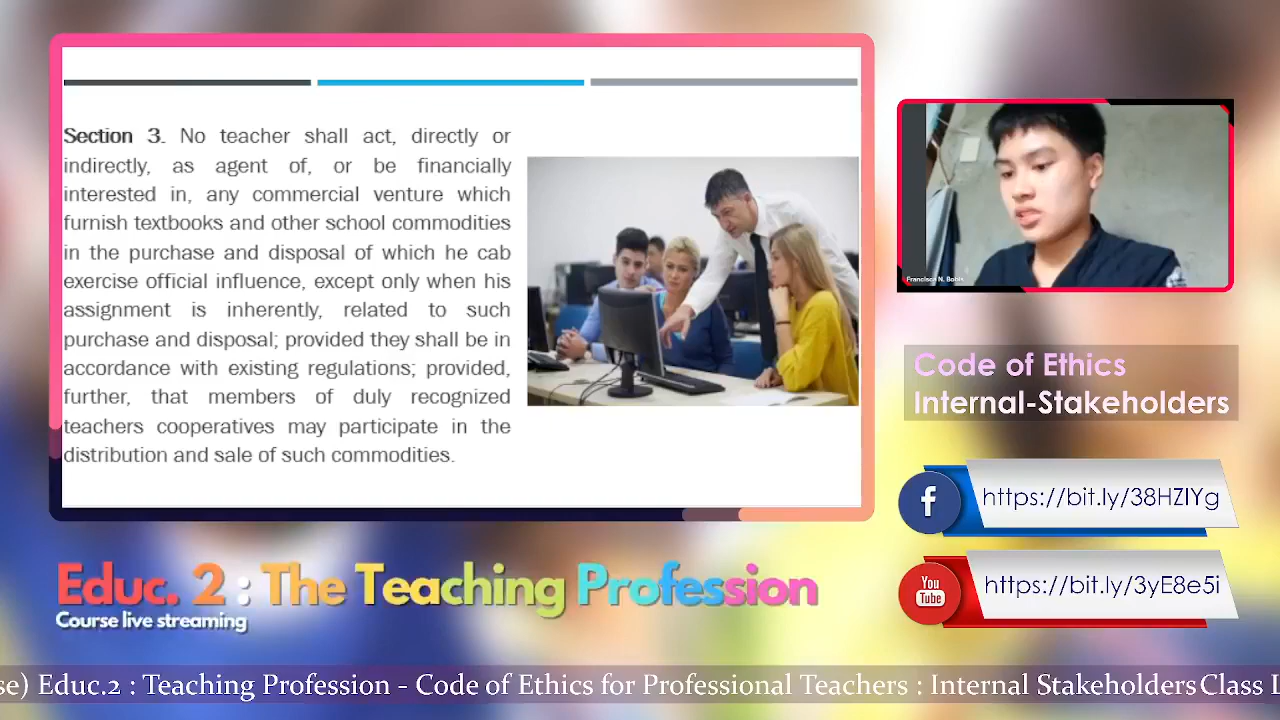 Section 3. No teacher shall act, directly or
indirectly, as agent of, or be financially
interested in, any commercial venture which
furnish textbooks and other school commodities
in the purchase and disposal of which he cab
exercise official influence, except only when his
assignment is inherently, related to such
purchase and disposal; provided they shall be in
accordance with existing regulations; provided,
further, that members of duly recognized
teachers cooperatives may participate in the
distribution and sale of such commodities.
Francisca N. Bobis
Code of Ethics
Internal-Stakeholders
f
https://bit.ly/38HZIYg
You
Tube
https://bit.ly/3yE8e5i
Educ. 2 : The Teaching Profession
Course live streaming
se) Educ.2 : Teaching Profession – Code of Ethics for Professional Teachers : Internal Stakeholders Class L